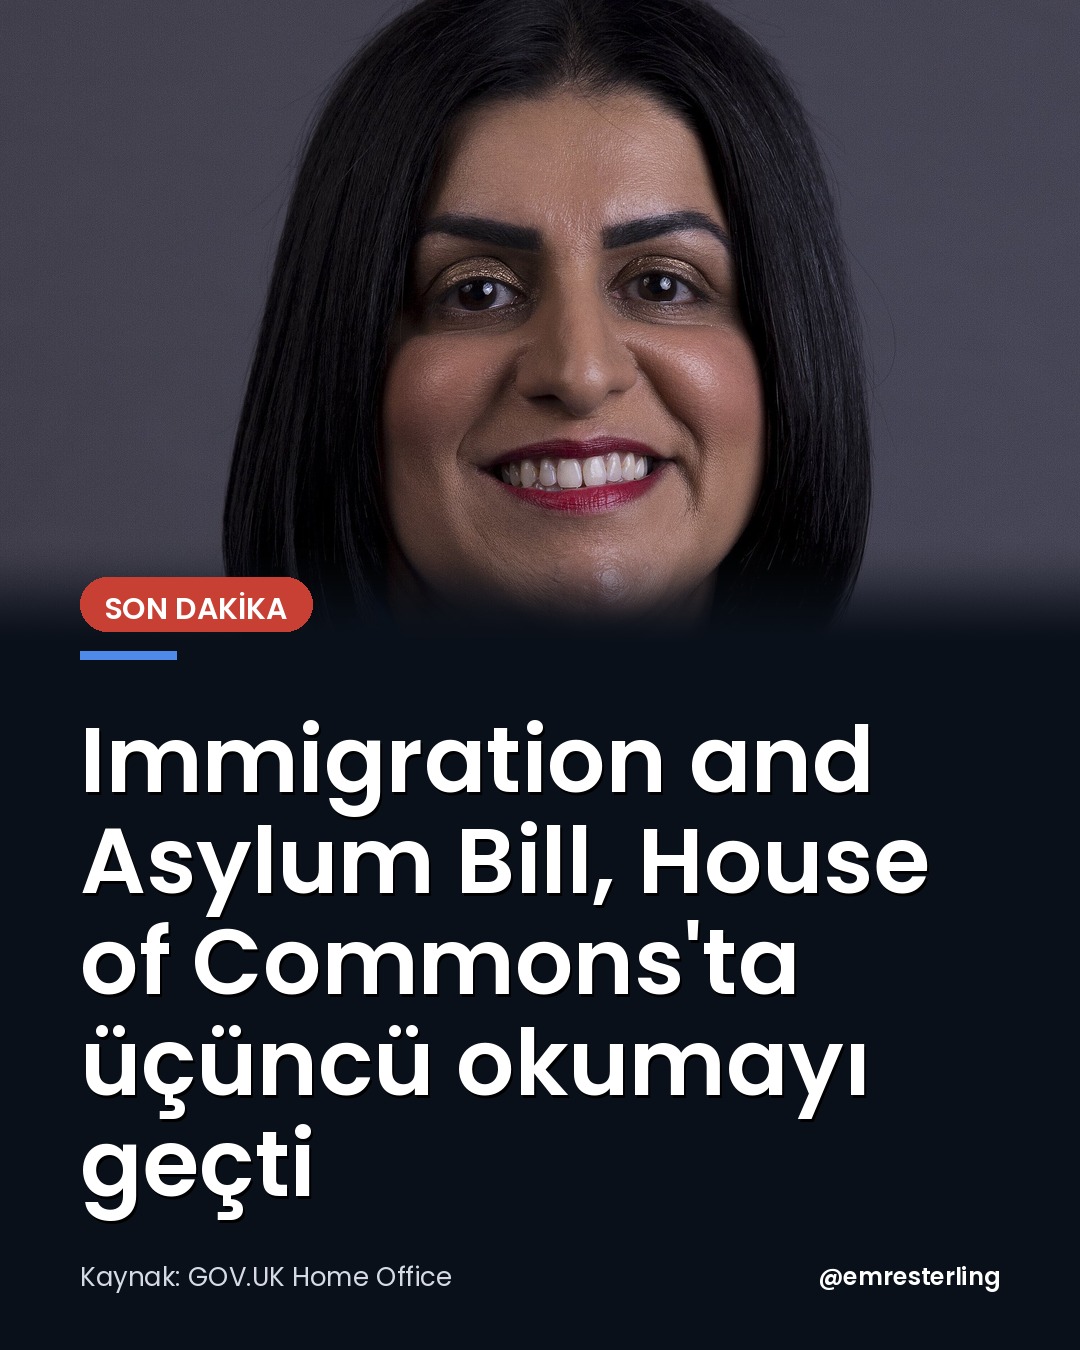 SON DAKİKA
Immigration and
Asylum Bill, House
of Commons'ta
üçüncü okumayı
geçti
Kaynak: GOV.UK Home Office
@emresterling